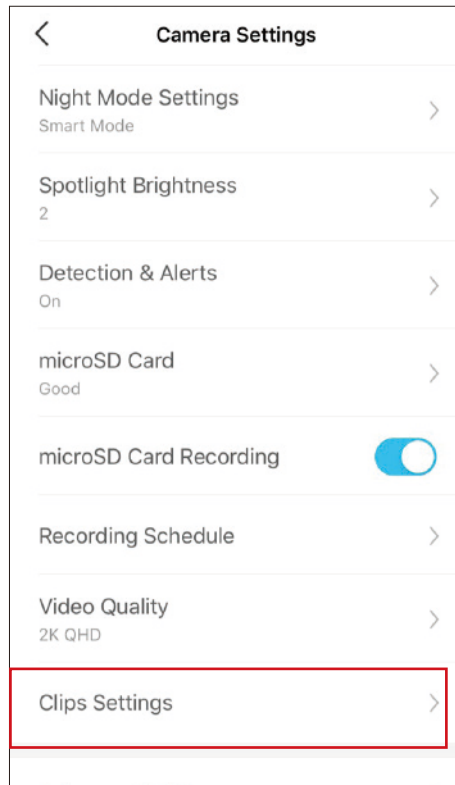 Camera Settings
Night Mode Settings
Smart Mode
Spotlight Brightness
2
Detection & Alerts
On
microSD Card
Good
microSD Card Recording
Recording Schedule
Video Quality
2K QHD
Clips Settings